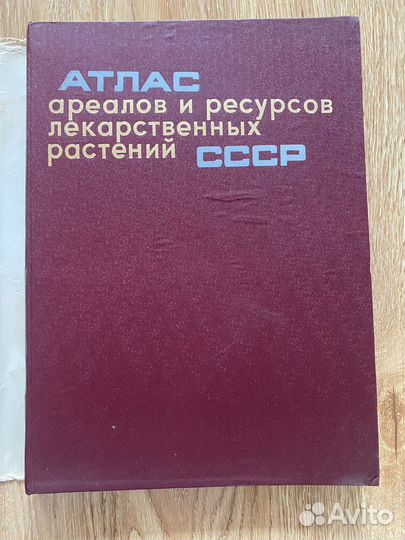 АТЛАС
ареалов и ресурсов
лекарственных
растений СССР
Avito